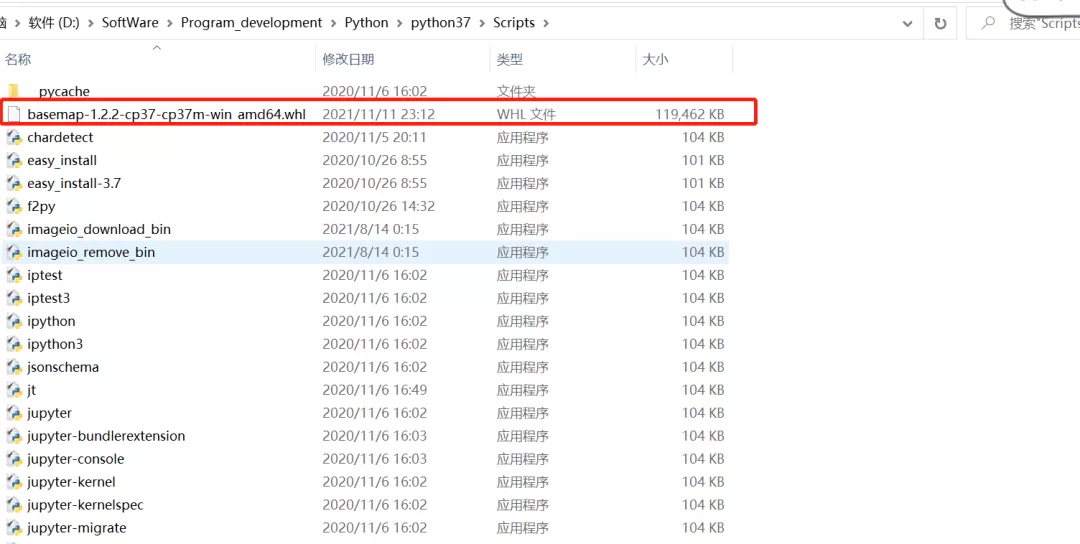 软件 (D:) › SoftWare › Program_development › Python › python37 › Scripts ›
搜索"Scripts
名称 修改日期 类型 大小
__pycache__ 2020/11/6 16:02 文件夹
basemap-1.2.2-cp37-cp37m-win_amd64.whl 2021/11/11 23:12 WHL 文件 119,462 KB
chardetect 2020/11/5 20:11 应用程序 104 KB
easy_install 2020/10/26 8:55 应用程序 101 KB
easy_install-3.7 2020/10/26 8:55 应用程序 101 KB
f2py 2020/10/26 14:32 应用程序 104 KB
imageio_download_bin 2021/8/14 0:15 应用程序 104 KB
imageio_remove_bin 2021/8/14 0:15 应用程序 104 KB
iptest 2020/11/6 16:02 应用程序 104 KB
iptest3 2020/11/6 16:02 应用程序 104 KB
ipython 2020/11/6 16:02 应用程序 104 KB
ipython3 2020/11/6 16:02 应用程序 104 KB
jsonschema 2020/11/6 16:02 应用程序 104 KB
jt 2020/11/6 16:49 应用程序 104 KB
jupyter 2020/11/6 16:02 应用程序 104 KB
jupyter-bundlerextension 2020/11/6 16:03 应用程序 104 KB
jupyter-console 2020/11/6 16:03 应用程序 104 KB
jupyter-kernel 2020/11/6 16:02 应用程序 104 KB
jupyter-kernelspec 2020/11/6 16:02 应用程序 104 KB
jupyter-migrate 2020/11/6 16:02 应用程序 104 KB